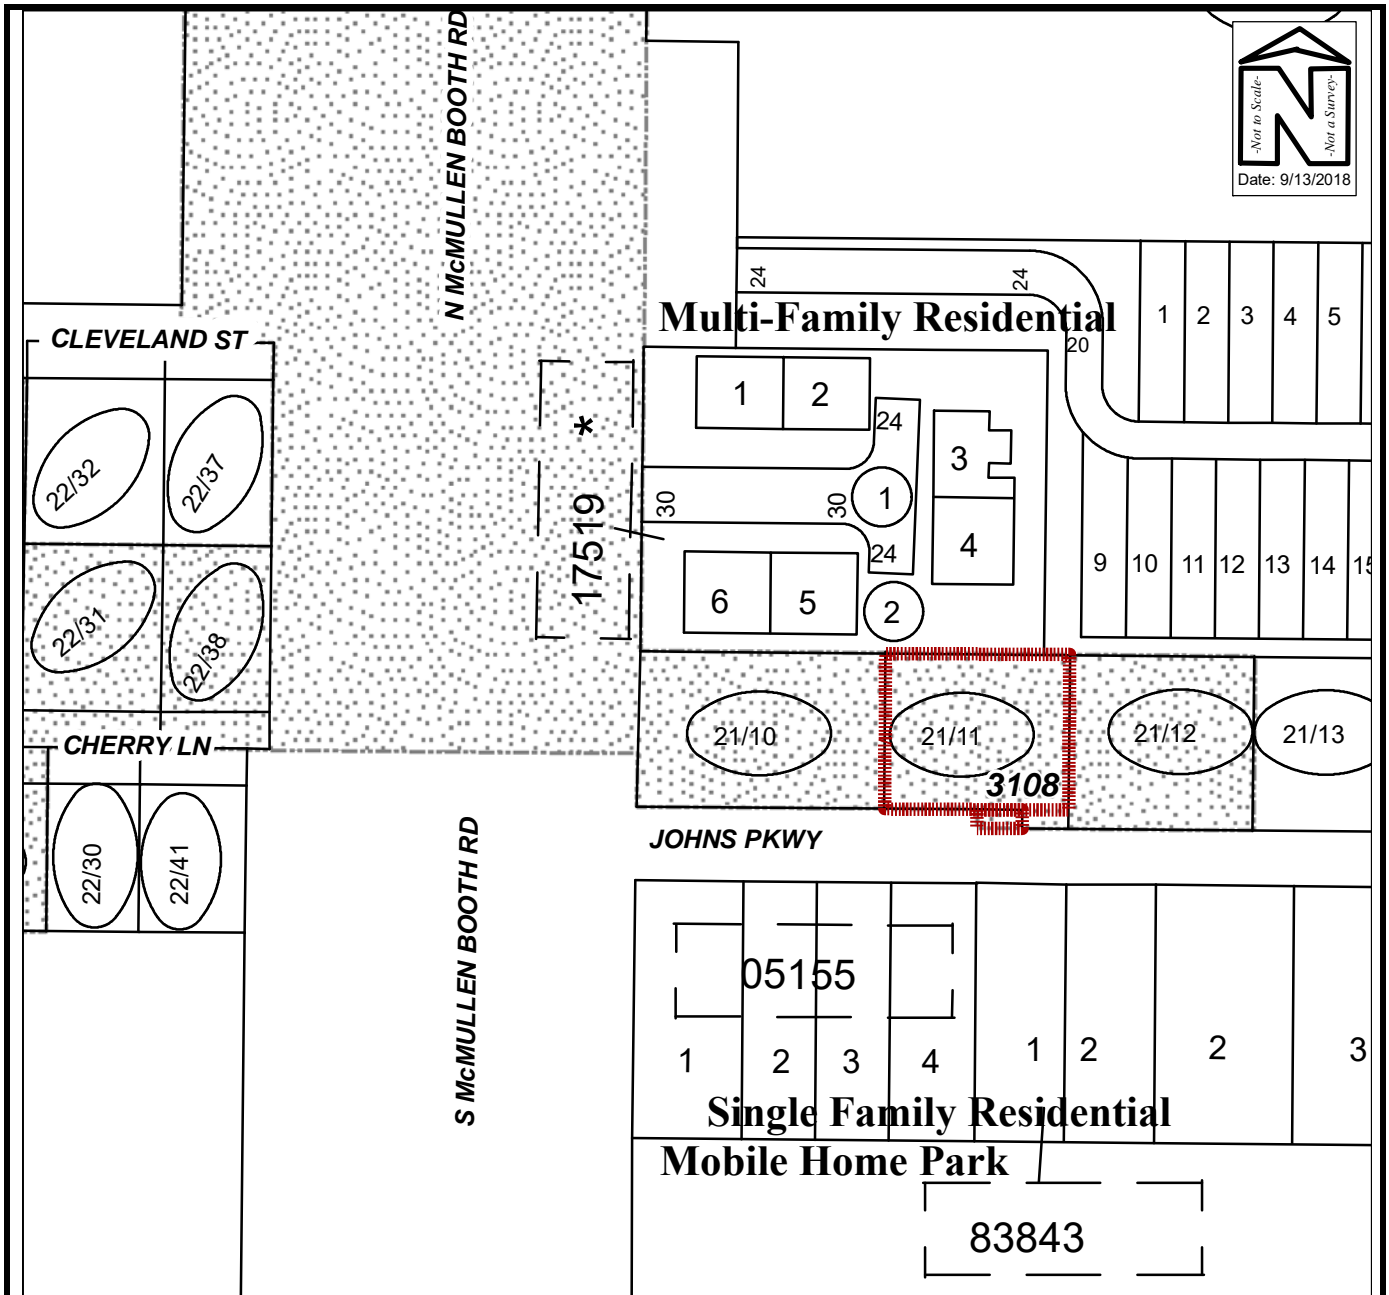 N McMULLEN BOOTH RD
-Not to Scale-
-Not a Survey-
N
Date: 9/13/2018
24
24
20
Multi-Family Residential
1 2 3 4 5
CLEVELAND ST
22/32
22/37
22/31
22/38
CHERRY LN
22/30
22/41
17519 *
1 2
24
3
30
30
1
4
24
6 5
2
9 10 11 12 13 14
21/10
21/11
21/12
21/13
3108
JOHNS PKWY
S McMULLEN BOOTH RD
05155
1 2 3 4 1 2 2 3
Single Family Residential
Mobile Home Park
83843